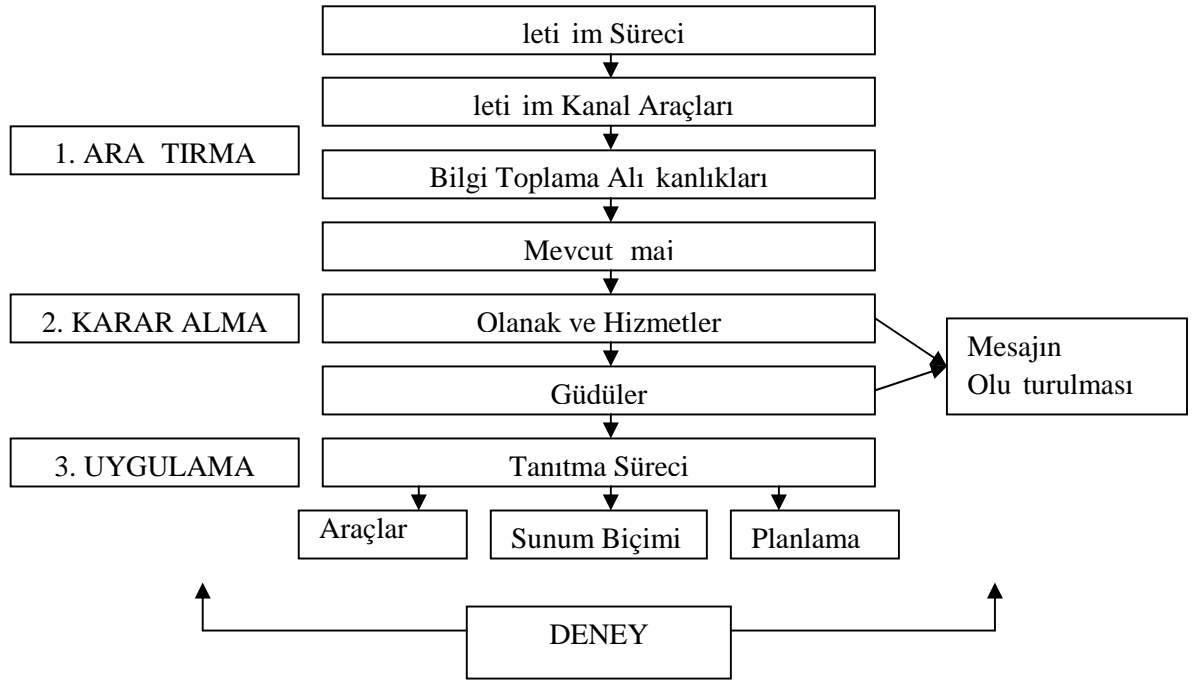 leti im Süreci
leti im Kanal Araçları
1. ARA TIRMA
Bilgi Toplama Alı kanlıkları
Mevcut maj
2. KARAR ALMA
Olanak ve Hizmetler
Mesajın
Olu turulması
Güdüler
3. UYGULAMA
Tanıtma Süreci
Araçlar
Sunum Biçimi
Planlama
DENEY